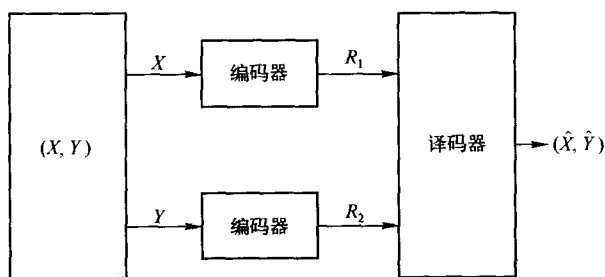 X
编码器
R₁
(X, Y)
译码器
(X̂, Ŷ)
Y
编码器
R₂